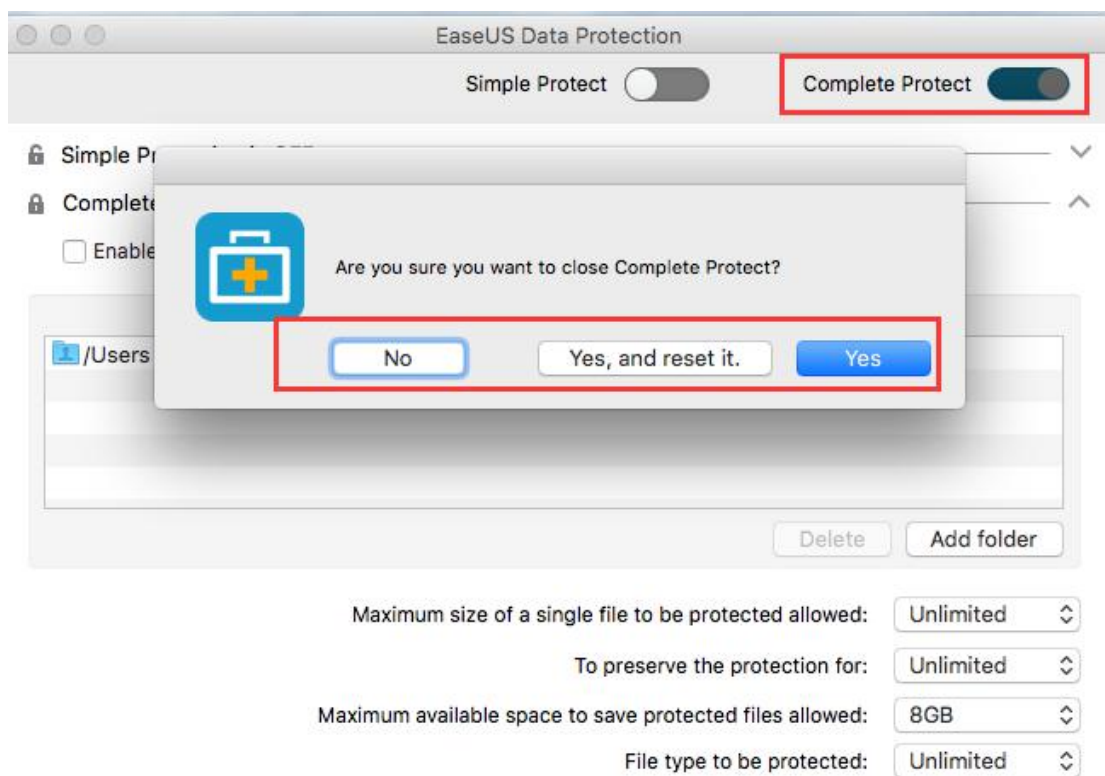 EaseUS Data Protection
Simple Protect
Complete Protect
Simple
Complete
Enable
Are you sure you want to close Complete Protect?
No
Yes, and reset it.
Yes
/Users
Delete
Add folder
Maximum size of a single file to be protected allowed: Unlimited
To preserve the protection for: Unlimited
Maximum available space to save protected files allowed: 8GB
File type to be protected: Unlimited